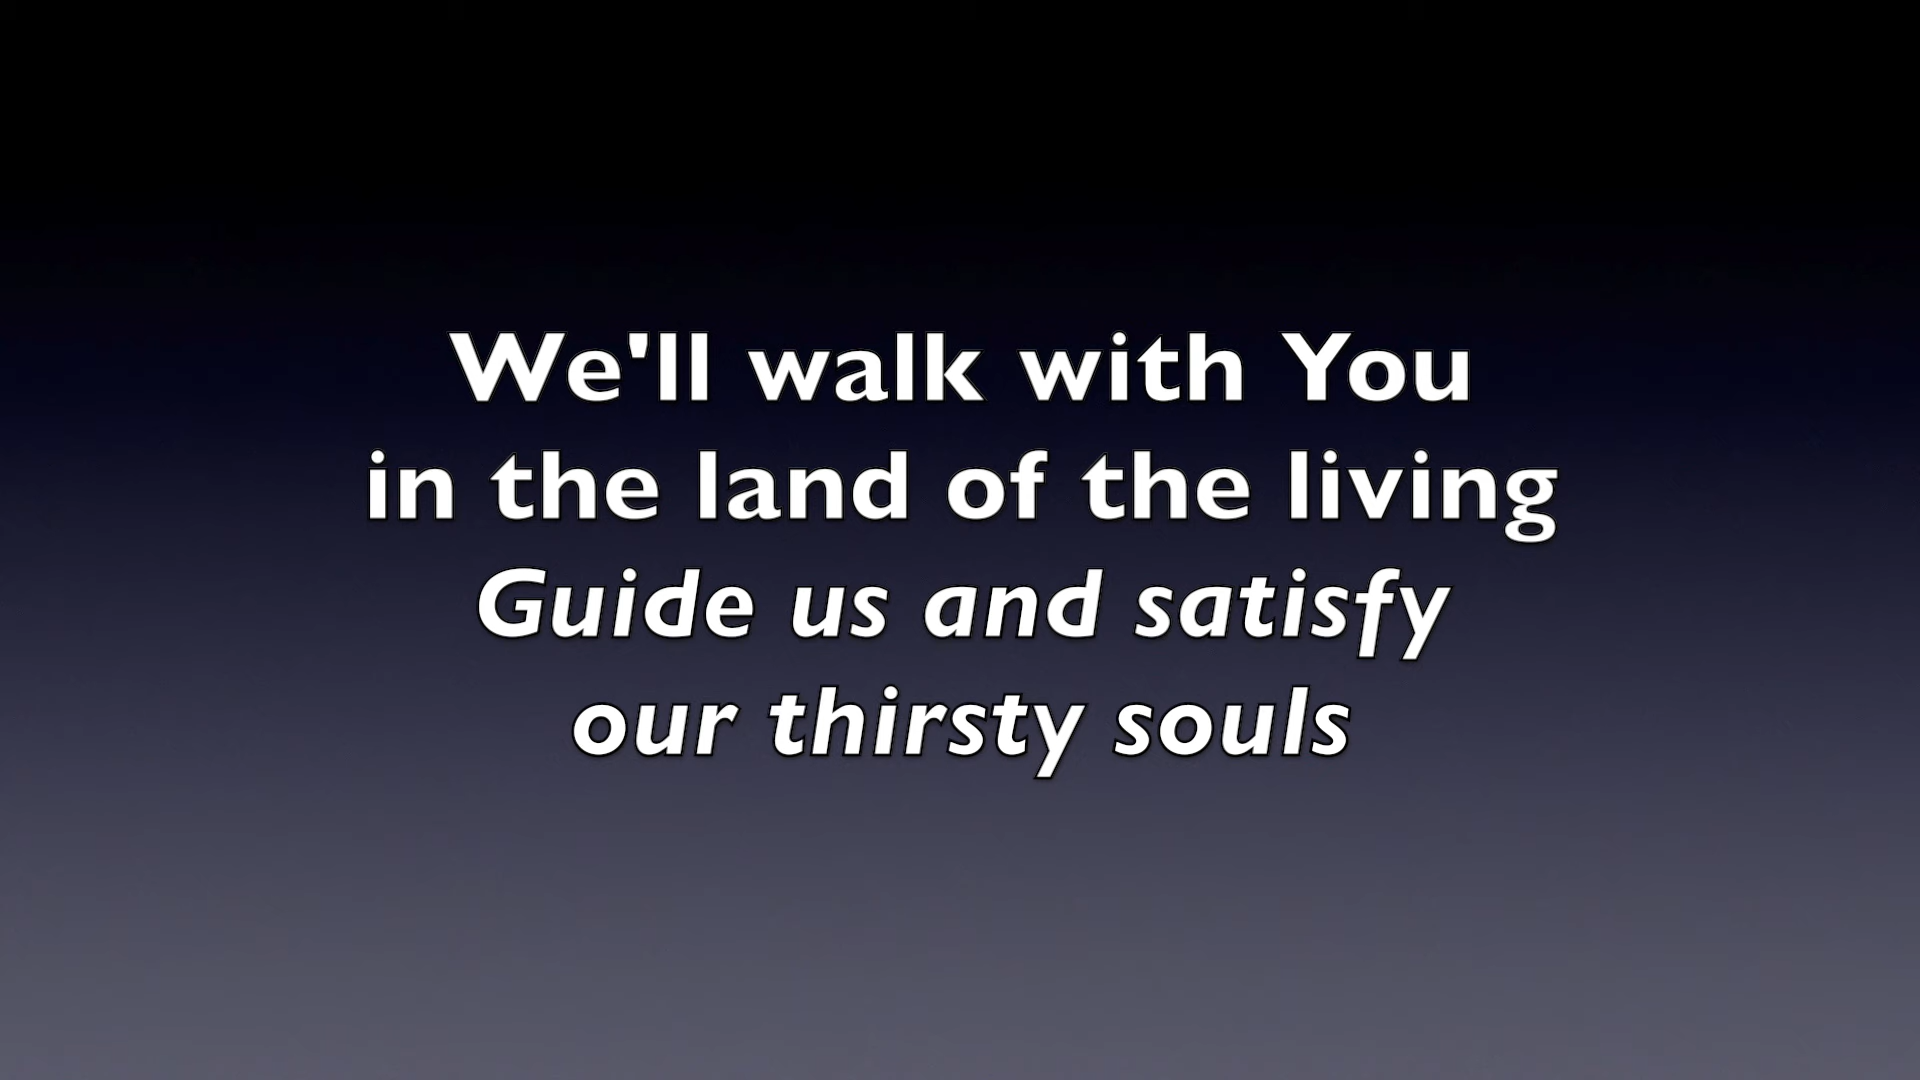 We'll walk with You
in the land of the living
Guide us and satisfy
our thirsty souls